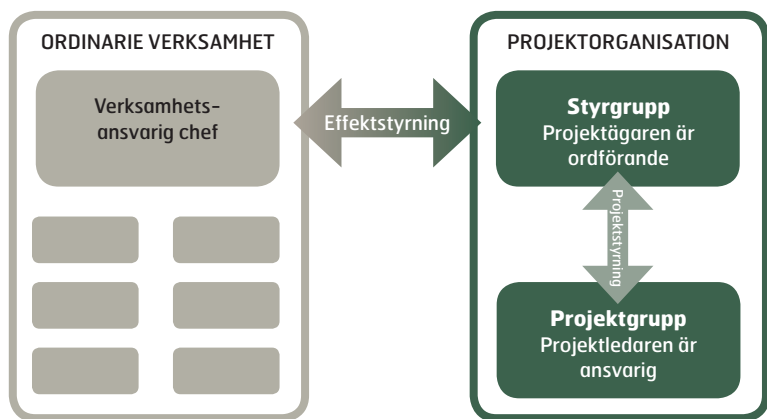 ORDINARIE VERKSAMHET
Verksamhets-
ansvarig chef
Effektstyrning
PROJEKTORGANISATION
Styrgrupp
Projektägaren är
ordförande
Projektstyrning
Projektgrupp
Projektledaren är
ansvarig